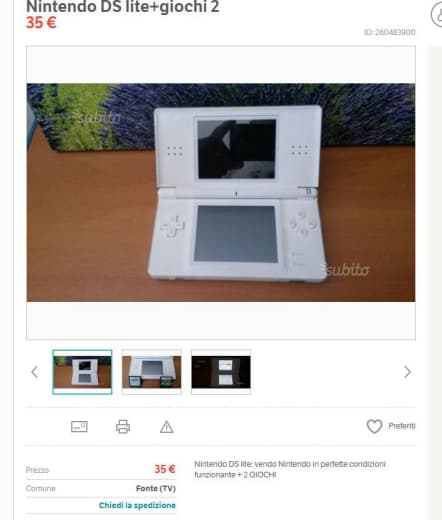 Nintendo DS lite+giochi 2
35 €
ID: 260483900
subito
subito
Preferiti
Prezzo
35 €
Nintendo DS lite: vendo Nintendo in perfette condizioni
funzionante + 2 GIOCHI
Comune
Fonte (TV)
Chiedi la spedizione